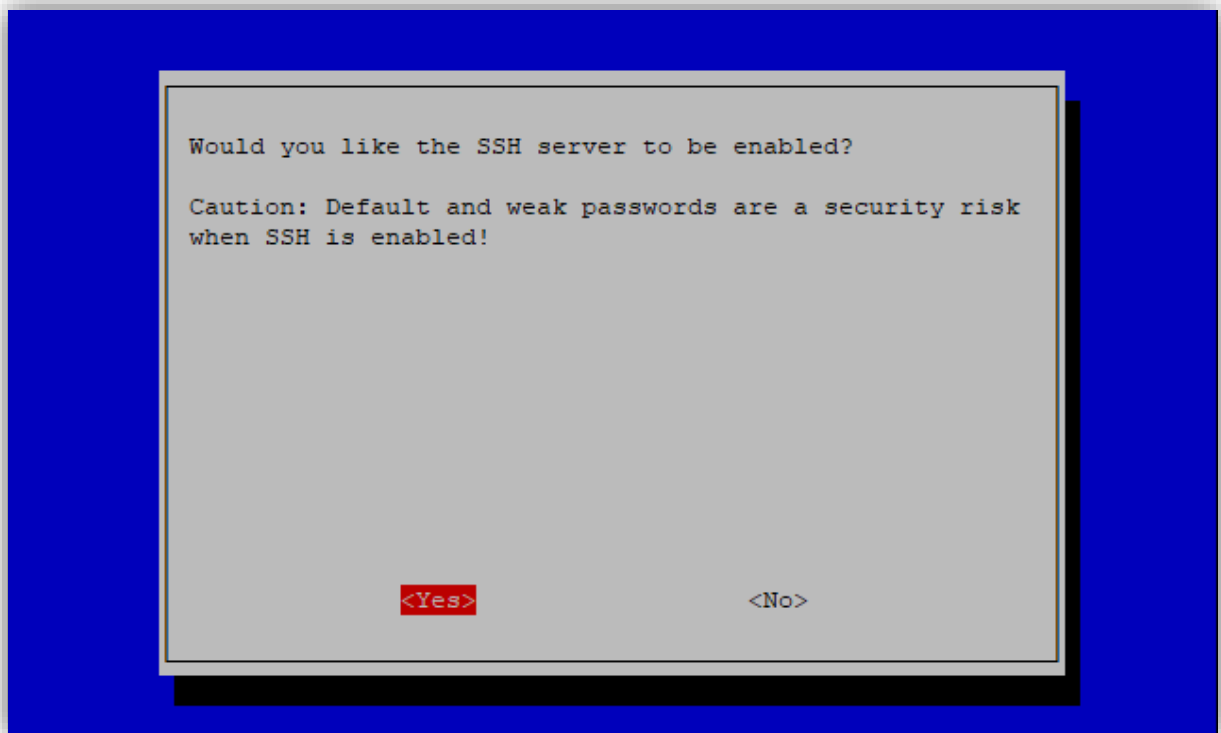 Would you like the SSH server to be enabled?
Caution: Default and weak passwords are a security risk
when SSH is enabled!
<Yes> <No>